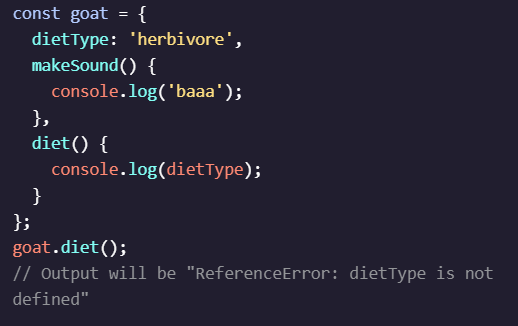 const goat = {
  dietType: 'herbivore',
  makeSound() {
    console.log('baaa');
  },
  diet() {
    console.log(dietType);
  }
};
goat.diet();
// Output will be "ReferenceError: dietType is not
defined"